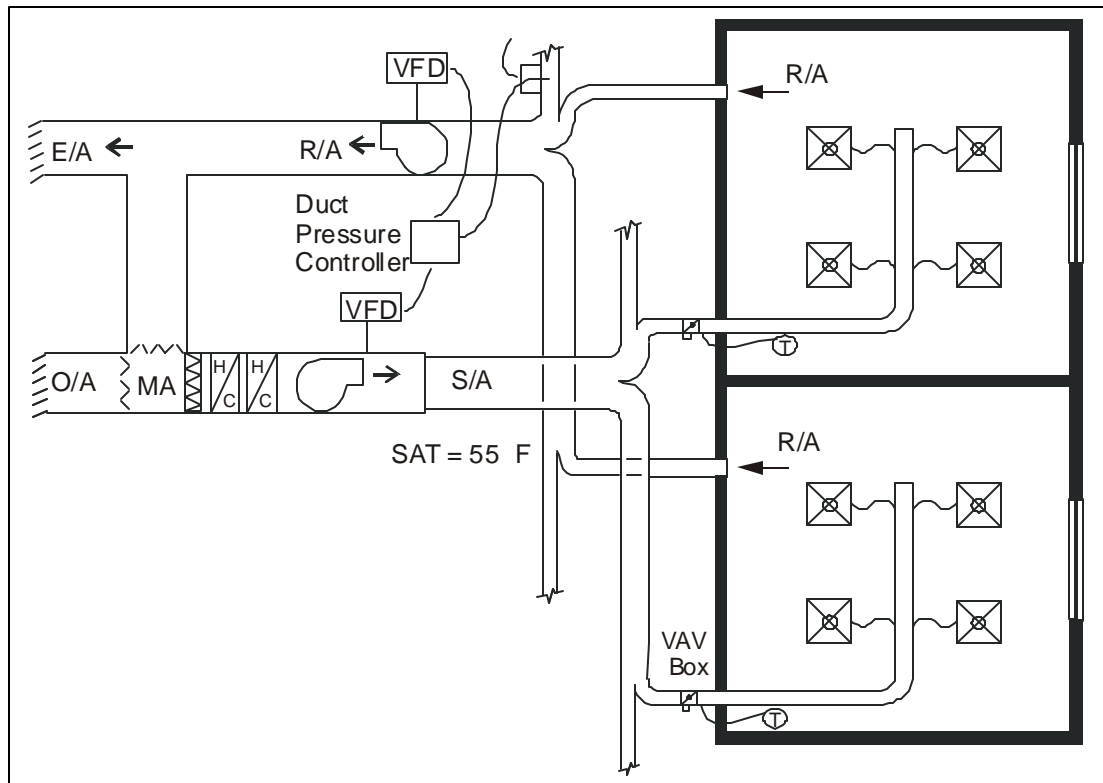 VFD
R/A
E/A
R/A
Duct
Pressure
Controller
VFD
H
C
H
C
O/A
MA
S/A
T
SAT = 55 F
R/A
VAV
Box
T